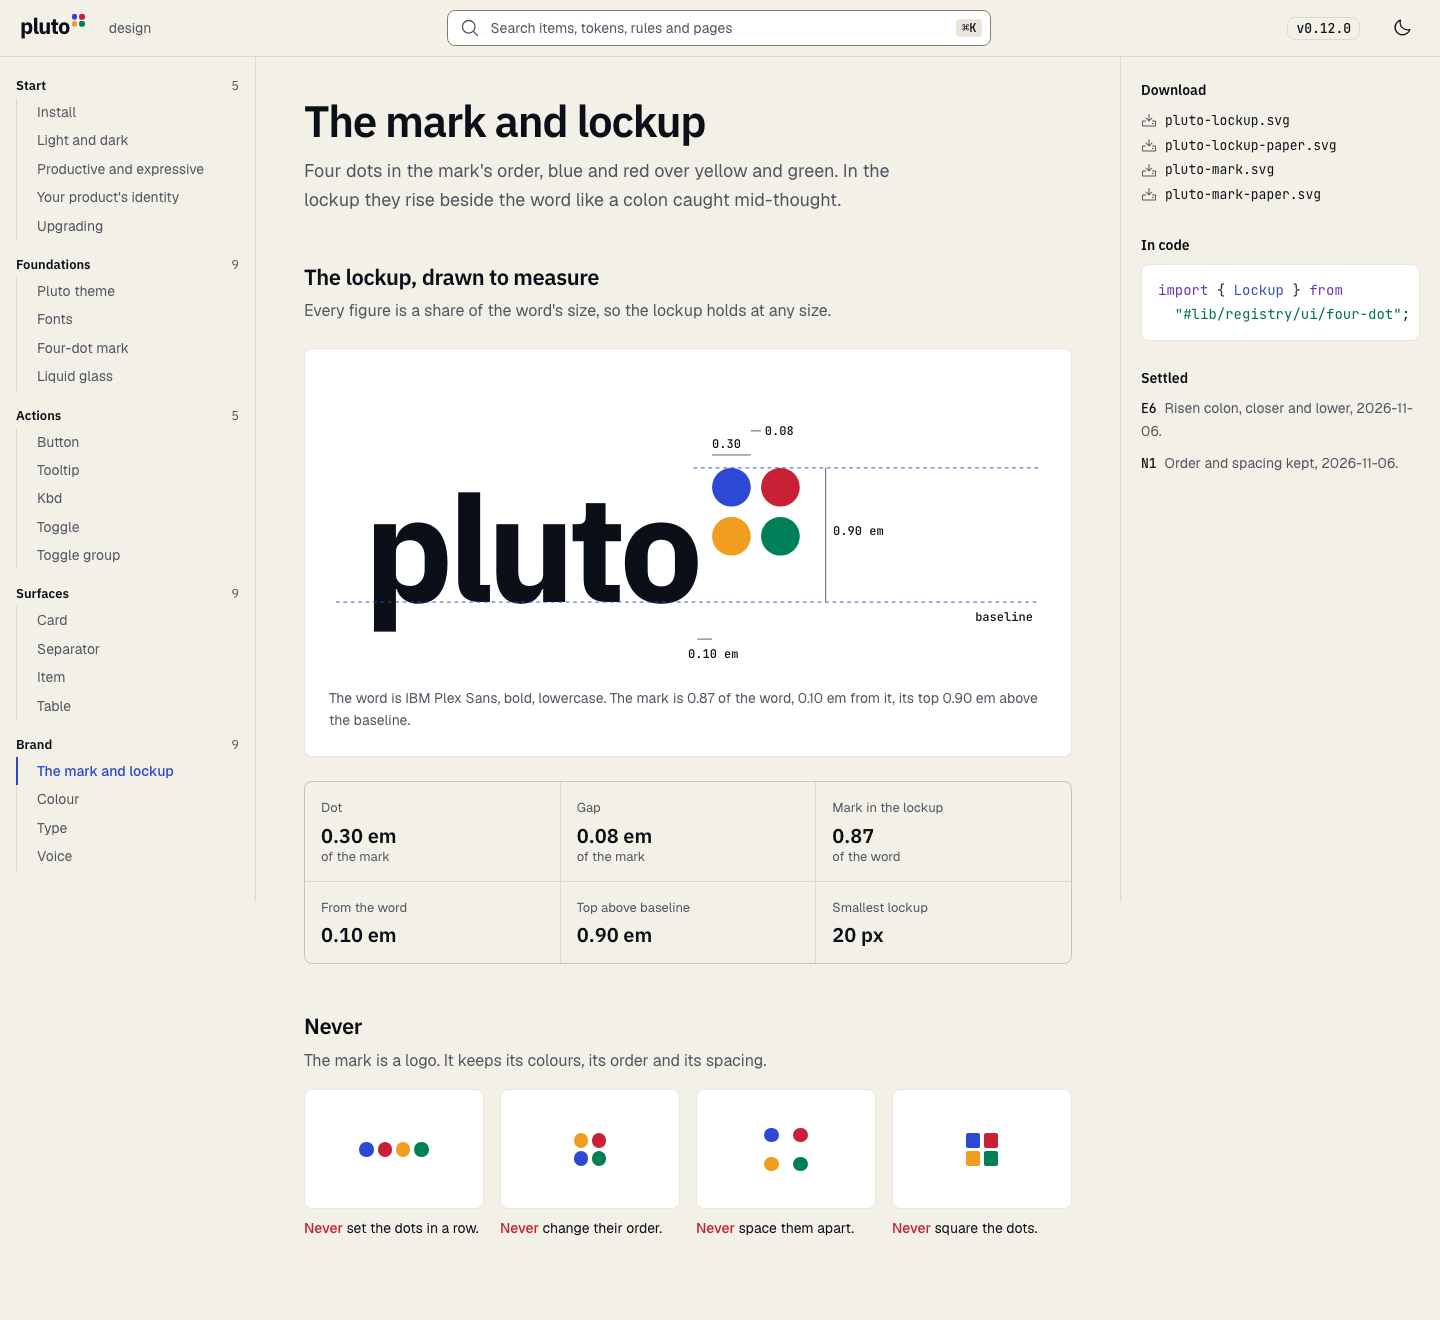 pluto
design
Search items, tokens, rules and pages
⌘K
v0.12.0
Start 5
Install
Light and dark
Productive and expressive
Your product's identity
Upgrading
Foundations 9
Pluto theme
Fonts
Four-dot mark
Liquid glass
Actions 5
Button
Tooltip
Kbd
Toggle
Toggle group
Surfaces 9
Card
Separator
Item
Table
Brand 9
The mark and lockup
Colour
Type
Voice
The mark and lockup
Four dots in the mark's order, blue and red over yellow and green. In the
lockup they rise beside the word like a colon caught mid-thought.
The lockup, drawn to measure
Every figure is a share of the word's size, so the lockup holds at any size.
0.08
0.30
pluto
0.90 em
baseline
0.10 em
The word is IBM Plex Sans, bold, lowercase. The mark is 0.87 of the word, 0.10 em from it, its top 0.90 em above
the baseline.
Dot
0.30 em
of the mark
Gap
0.08 em
of the mark
Mark in the lockup
0.87
of the word
From the word
0.10 em
Top above baseline
0.90 em
Smallest lockup
20 px
Never
The mark is a logo. It keeps its colours, its order and its spacing.
Never set the dots in a row.
Never change their order.
Never space them apart.
Never square the dots.
Download
pluto-lockup.svg
pluto-lockup-paper.svg
pluto-mark.svg
pluto-mark-paper.svg
In code
import { Lockup } from
"#lib/registry/ui/four-dot";
Settled
E6 Risen colon, closer and lower, 2026-11-
06.
N1 Order and spacing kept, 2026-11-06.